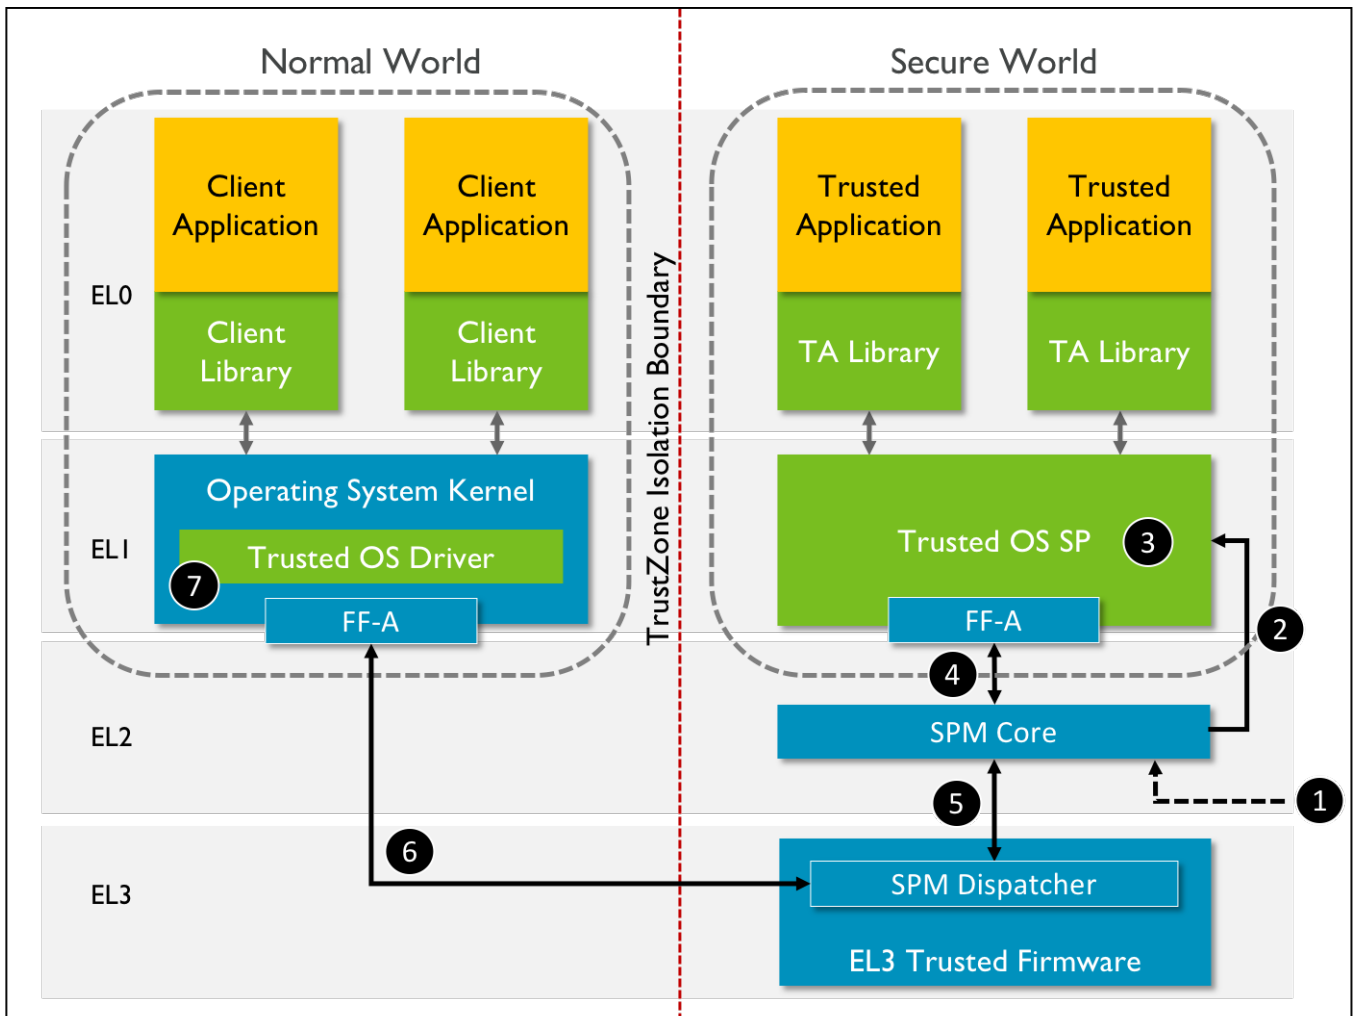 Normal World
Secure World
Client
Application
Client
Application
Trusted
Application
Trusted
Application
EL0
Client
Library
Client
Library
TA Library
TA Library
TrustZone Isolation Boundary
Operating System Kernel
Trusted OS SP
3
EL1
Trusted OS Driver
7
FF-A
FF-A
2
4
EL2
SPM Core
5
1
6
EL3
SPM Dispatcher
EL3 Trusted Firmware